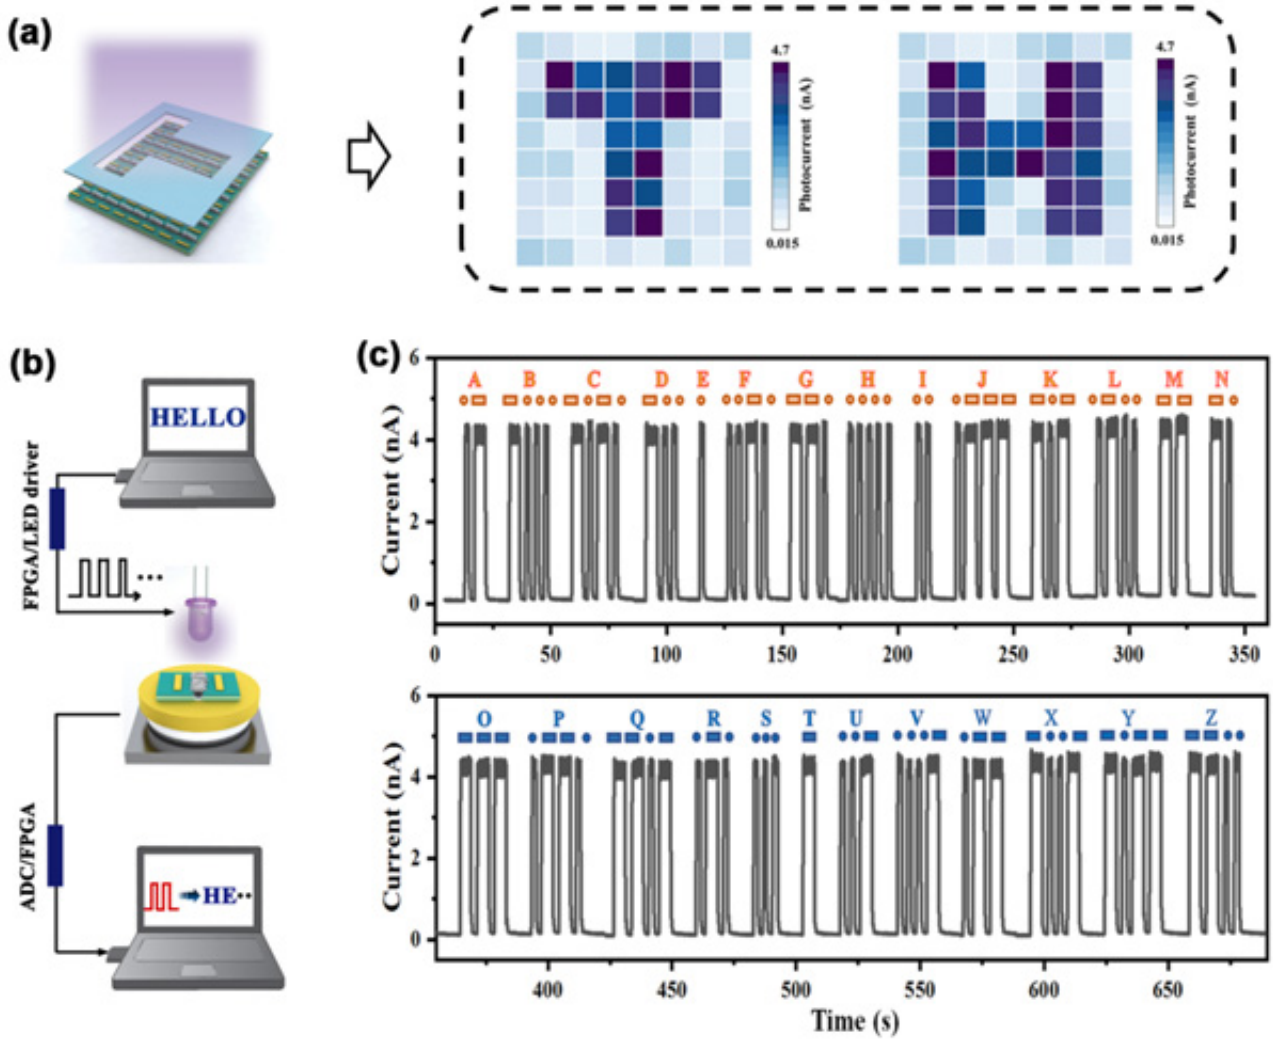 (a)
4.7
Photocurrent (nA)
0.015
4.7
Photocurrent (nA)
0.015
(b)
HELLO
FPGA/LED driver
•••
ADC/FPGA
HE••
(c)
6
4
2
0
Current (nA)
A B C D E F G H I J K L M N
0 50 100 150 200 250 300 350
6
4
2
0
Current (nA)
O P Q R S T U V W X Y Z
400 450 500 550 600 650
Time (s)